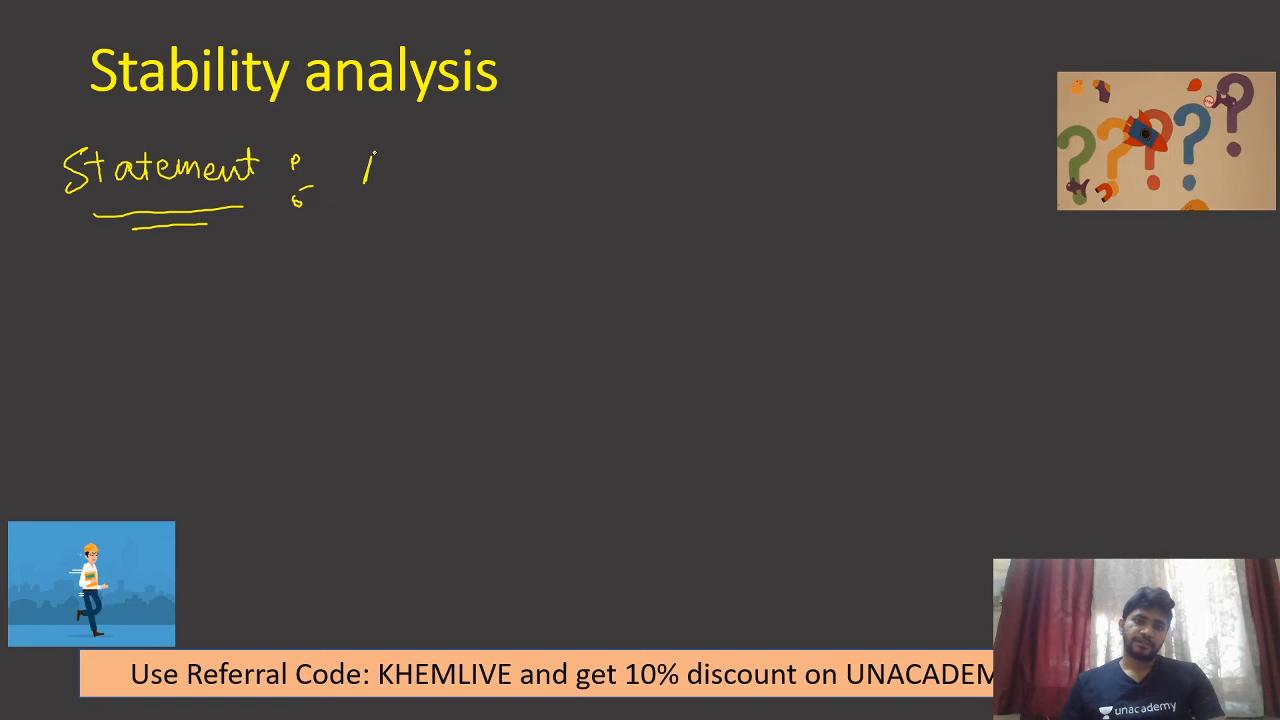 Stability analysis
Statement :
Use Referral Code: KHEMLIVE and get 10% discount on UNACADEM
unacademy